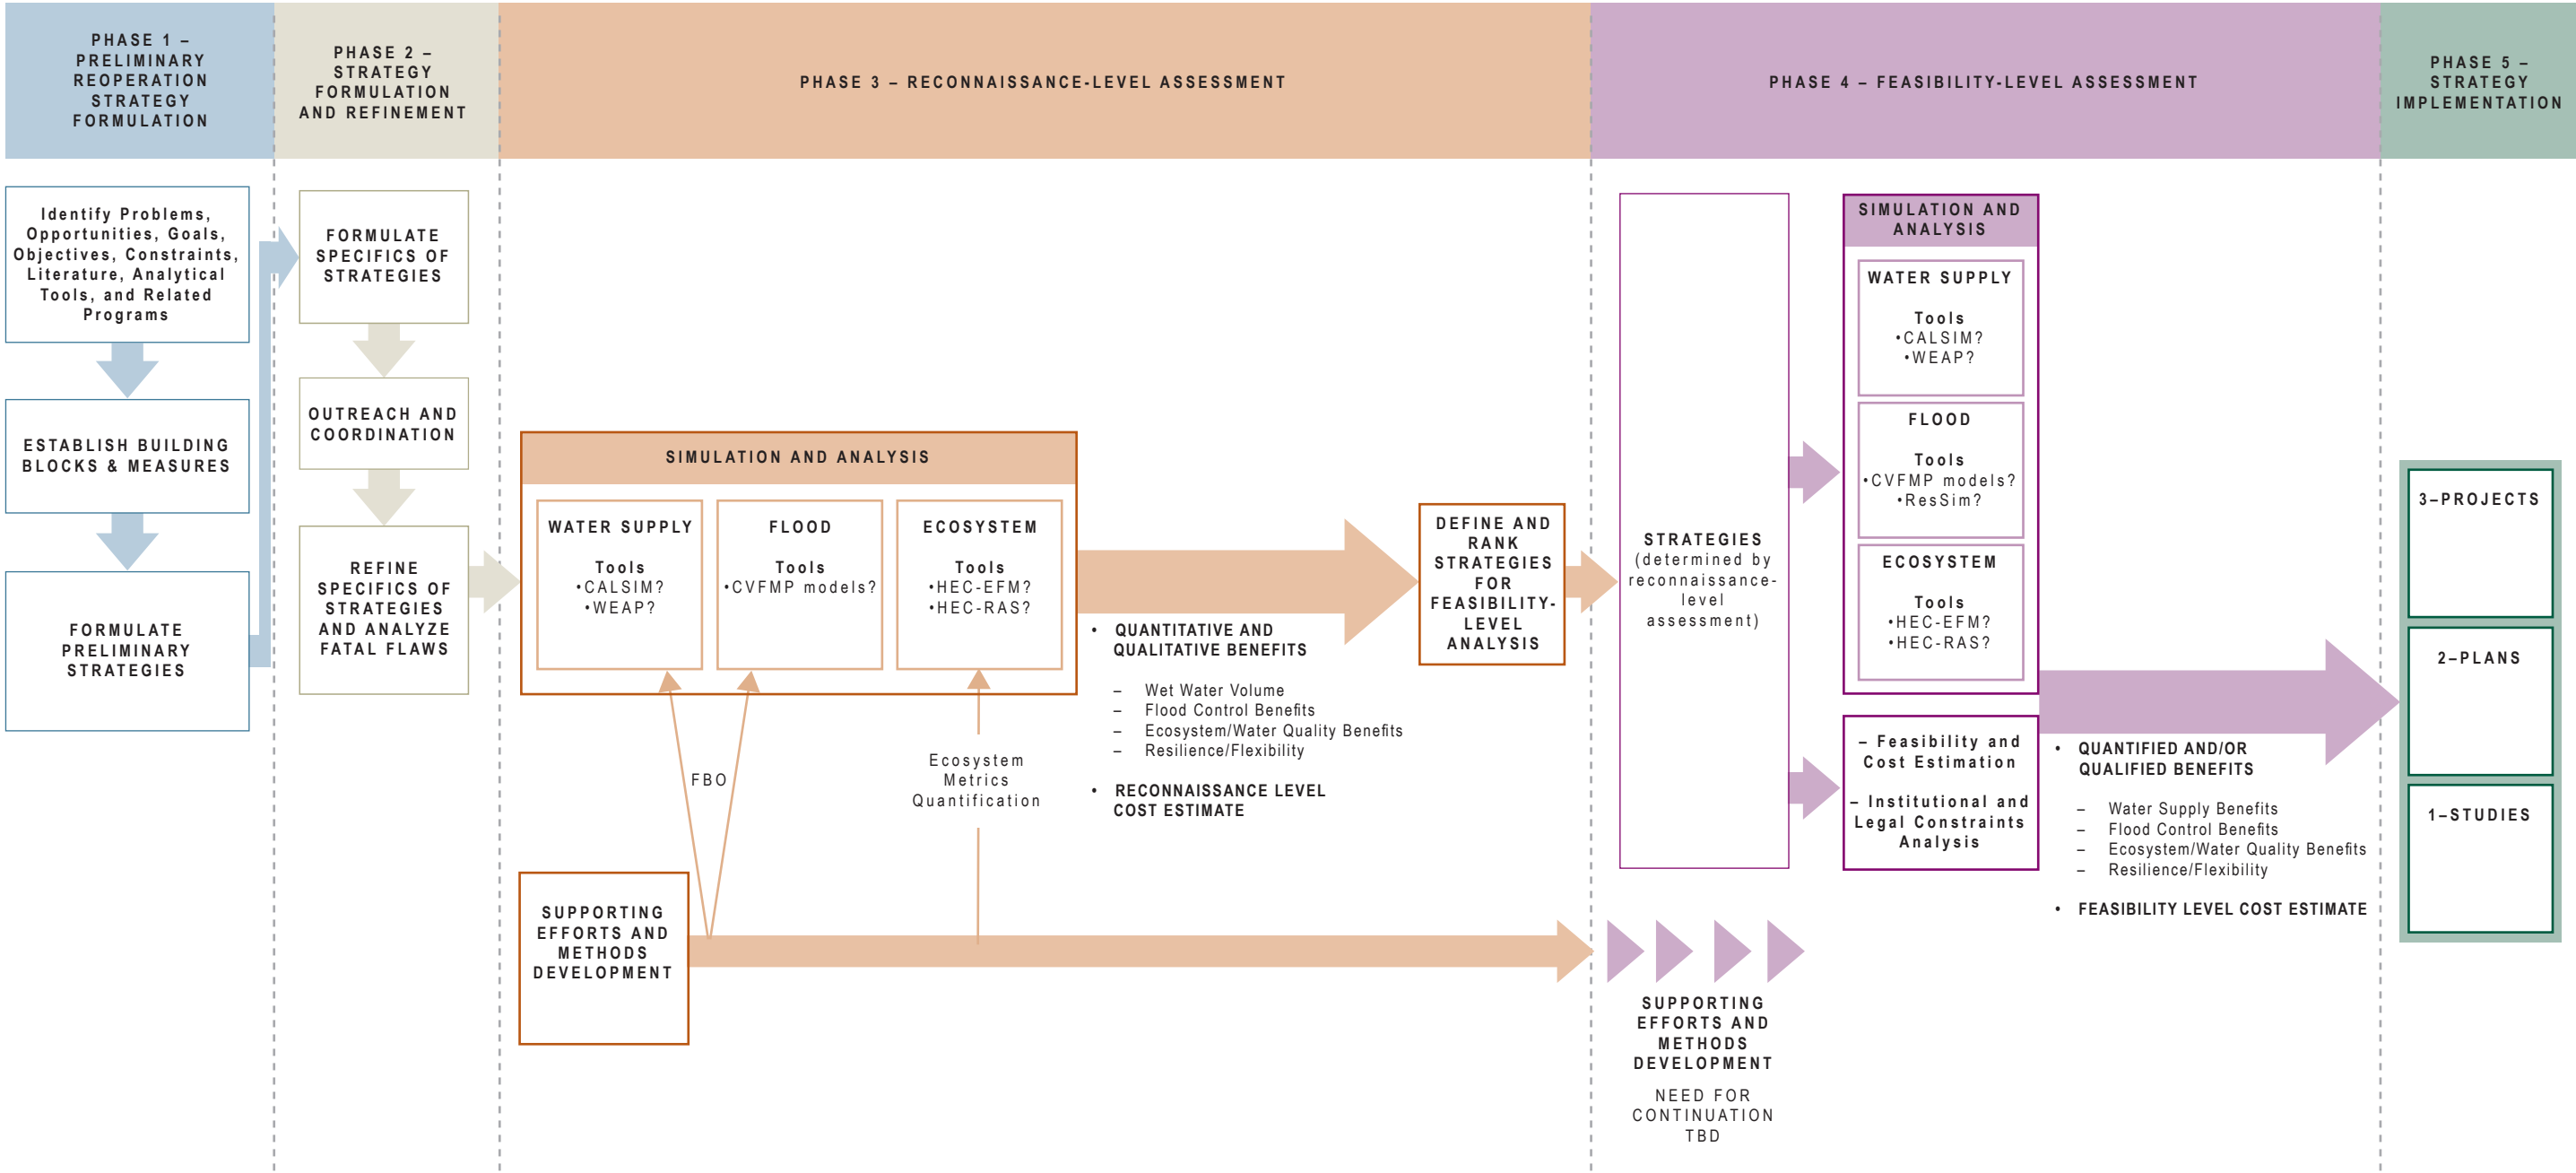 PHASE 1 –
PRELIMINARY
REOPERATION
STRATEGY
FORMULATION
PHASE 2 –
STRATEGY
FORMULATION
AND REFINEMENT
PHASE 3 – RECONNAISSANCE-LEVEL ASSESSMENT
PHASE 4 – FEASIBILITY-LEVEL ASSESSMENT
PHASE 5 –
STRATEGY
IMPLEMENTATION
Identify Problems,
Opportunities, Goals,
Objectives, Constraints,
Literature, Analytical
Tools, and Related
Programs
ESTABLISH BUILDING
BLOCKS & MEASURES
FORMULATE
PRELIMINARY
STRATEGIES
FORMULATE
SPECIFICS OF
STRATEGIES
OUTREACH AND
COORDINATION
REFINE
SPECIFICS OF
STRATEGIES
AND ANALYZE
FATAL FLAWS
SIMULATION AND ANALYSIS
WATER SUPPLY
Tools
•CALSIM?
•WEAP?
FLOOD
Tools
•CVFMP models?
ECOSYSTEM
Tools
•HEC-EFM?
•HEC-RAS?
FBO
Ecosystem
Metrics
Quantification
SUPPORTING
EFFORTS AND
METHODS
DEVELOPMENT
• QUANTITATIVE AND
QUALITATIVE BENEFITS
– Wet Water Volume
– Flood Control Benefits
– Ecosystem/Water Quality Benefits
– Resilience/Flexibility
• RECONNAISSANCE LEVEL
COST ESTIMATE
DEFINE AND
RANK
STRATEGIES
FOR
FEASIBILITY-
LEVEL
ANALYSIS
STRATEGIES
(determined by
reconnaissance-
level
assessment)
SIMULATION AND
ANALYSIS
WATER SUPPLY
Tools
•CALSIM?
•WEAP?
FLOOD
Tools
•CVFMP models?
•ResSim?
ECOSYSTEM
Tools
•HEC-EFM?
•HEC-RAS?
– Feasibility and
Cost Estimation
– Institutional and
Legal Constraints
Analysis
SUPPORTING
EFFORTS AND
METHODS
DEVELOPMENT
NEED FOR
CONTINUATION
TBD
• QUANTIFIED AND/OR
QUALIFIED BENEFITS
– Water Supply Benefits
– Flood Control Benefits
– Ecosystem/Water Quality Benefits
– Resilience/Flexibility
• FEASIBILITY LEVEL COST ESTIMATE
3–PROJECTS
2–PLANS
1–STUDIES